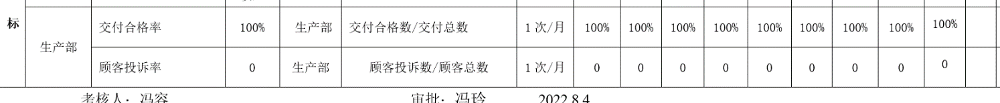 标
生产部
交付合格率 100% 生产部 交付合格数/交付总数 1 次/月 100% 100% 100% 100% 100% 100% 100% 100% 100%
顾客投诉率 0 生产部 顾客投诉数/顾客总数 1 次/月 0 0 0 0 0 0 0 0 0
考核人：冯容 审批：冯玲 2022.8.4